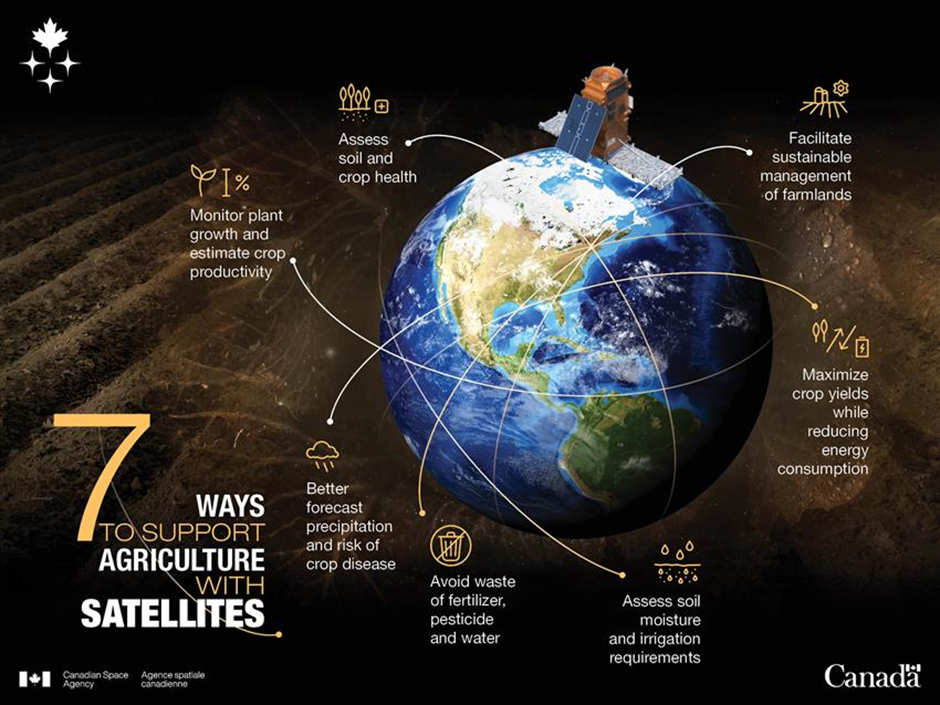 Assess
soil and
crop health
Facilitate
sustainable
management
of farmlands
%
Monitor plant
growth and
estimate crop
productivity
Maximize
crop yields
while
reducing
energy
consumption
7
WAYS
TO SUPPORT
AGRICULTURE
WITH
SATELLITES
Better
forecast
precipitation
and risk of
crop disease
Avoid waste
of fertilizer,
pesticide
and water
Assess soil
moisture
and irrigation
requirements
Canadian Space
Agency
Agence spatiale
canadienne
Canada